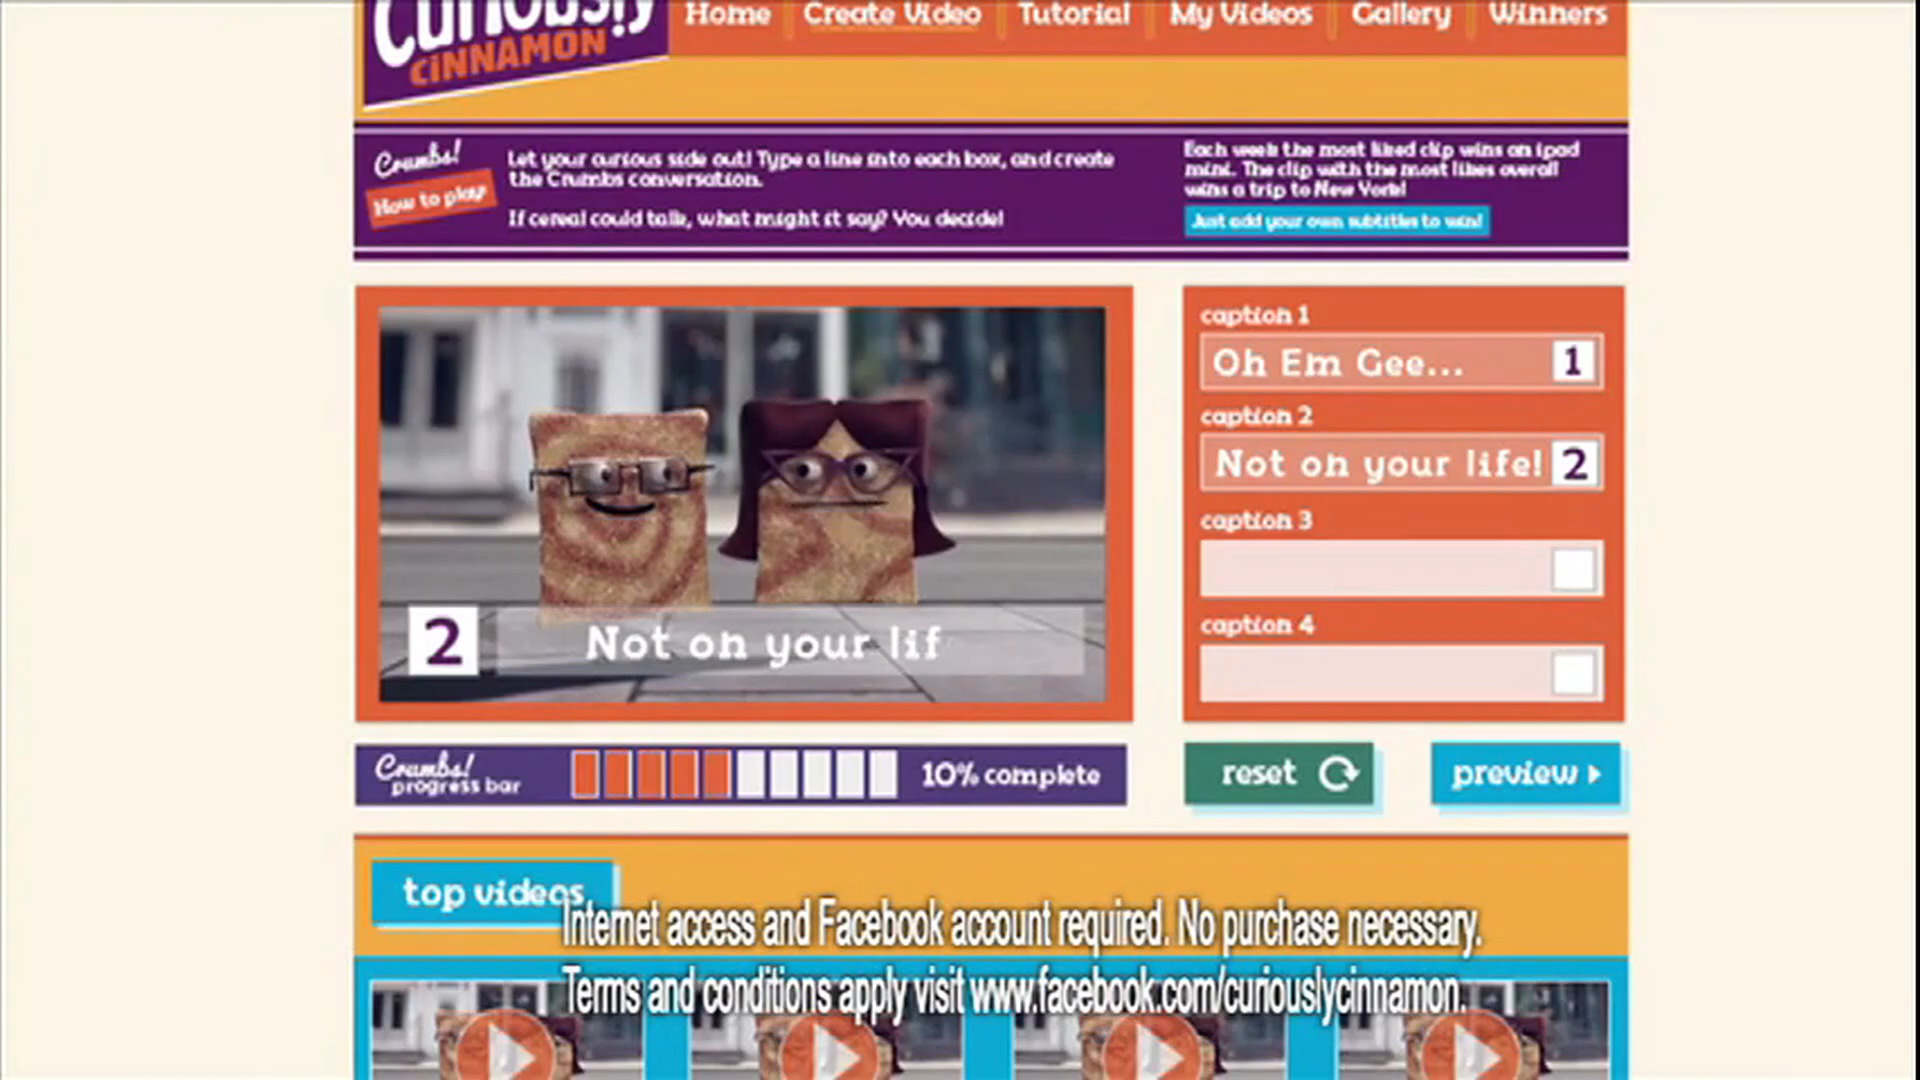 Curiously
CiNNAMON
Home
Create Video
Tutorial
My Videos
Gallery
Winners
Crumbs!
How to play
Let your curious side out! Type a line into each box, and create
the Crumbs conversation.
If cereal could talk, what might it say? You decide!
Each week the most liked clip wins an ipad
mini. The clip with the most likes overall
wins a trip to New York!
Just add your own subtitles to win!
2 Not on your lif
caption 1
Oh Em Gee... 1
caption 2
Not on your life! 2
caption 3
caption 4
Crumbs!
progress bar
10% complete
reset
preview
top videos
Internet access and Facebook account required. No purchase necessary.
Terms and conditions apply visit www.facebook.com/curiouslycinnamon.